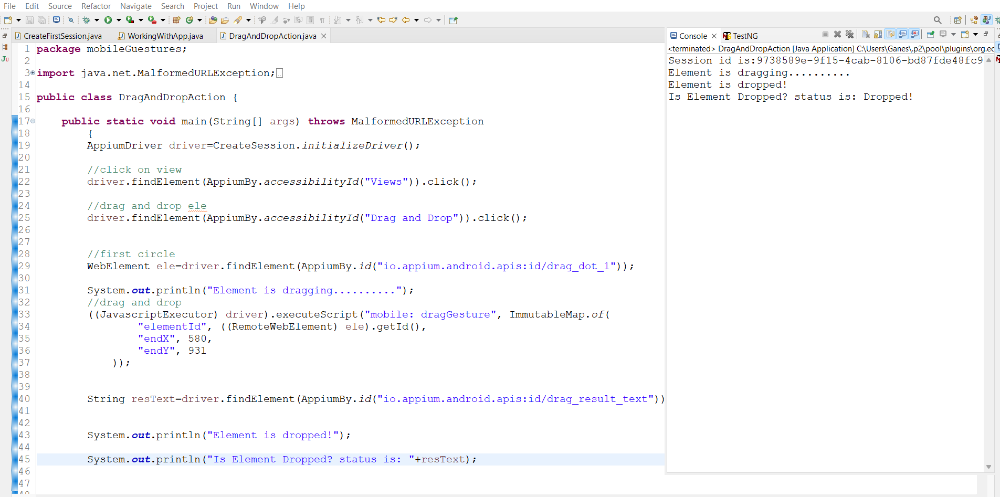 File Edit Source Refactor Navigate Search Project Run Window Help
CreateFirstSession.java WorkingWithApp.java DragAndDropAction.java
1 package mobileGuestures;
2
3 import java.net.MalformedURLException;
14
15 public class DragAndDropAction {
16
17 public static void main(String[] args) throws MalformedURLException
18 {
19 AppiumDriver driver=CreateSession.initializeDriver();
20
21 //click on view
22 driver.findElement(AppiumBy.accessibilityId("Views")).click();
23
24 //drag and drop ele
25 driver.findElement(AppiumBy.accessibilityId("Drag and Drop")).click();
26
27
28 //first circle
29 WebElement ele=driver.findElement(AppiumBy.id("io.appium.android.apis:id/drag_dot_1"));
30
31 System.out.println("Element is dragging..........");
32 //drag and drop
33 ((JavascriptExecutor) driver).executeScript("mobile: dragGesture", ImmutableMap.of(
34 "elementId", ((RemoteWebElement) ele).getId(),
35 "endX", 580,
36 "endY", 931
37 ));
38
39
40 String resText=driver.findElement(AppiumBy.id("io.appium.android.apis:id/drag_result_text"))
41
42
43 System.out.println("Element is dropped!");
44
45 System.out.println("Is Element Dropped? status is: "+resText);
46
47
Console TestNG
<terminated> DragAndDropAction [Java Application] C:\Users\Ganes\.p2\pool\plugins\org.ec
Session id is:9738589e-9f15-4cab-8106-bd87fde48fc9
Element is dragging..........
Element is dropped!
Is Element Dropped? status is: Dropped!